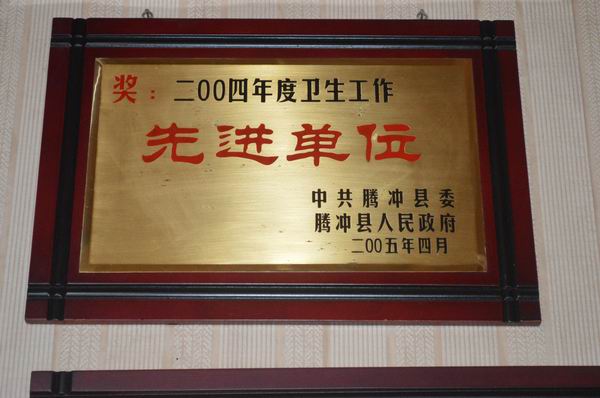 奖：二00四年度卫生工作
先进单位
中共腾冲县委
腾冲县人民政府
二00五年四月